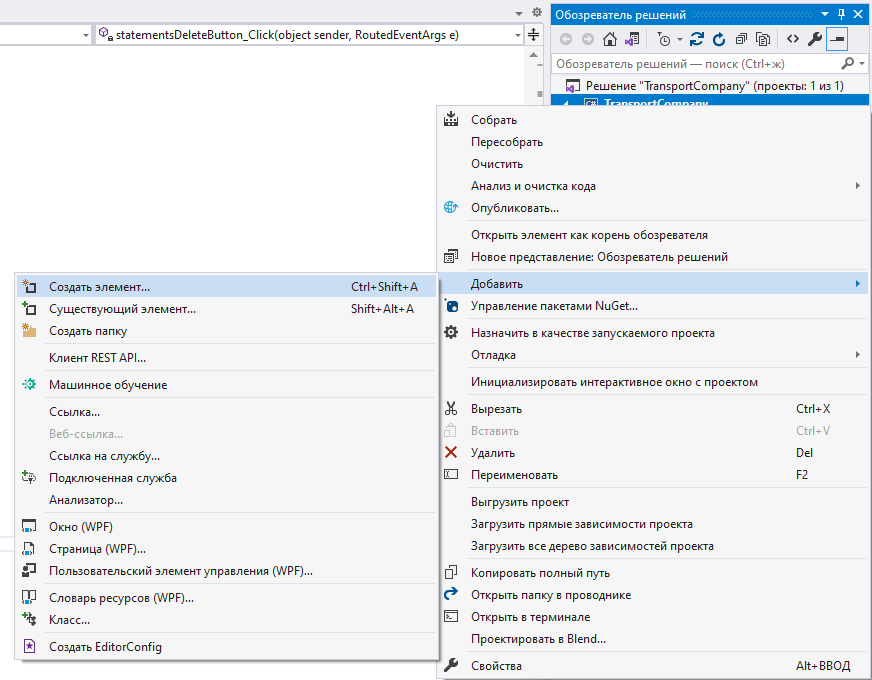 Обозреватель решений
statementsDeleteButton_Click(object sender, RoutedEventArgs e)
Обозреватель решений — поиск (Ctrl+ж)
Решение "TransportCompany" (проекты: 1 из 1)
C# TransportCompany
Собрать
Пересобрать
Очистить
Анализ и очистка кода
Опубликовать...
Открыть элемент как корень обозревателя
Новое представление: Обозреватель решений
Добавить
Управление пакетами NuGet...
Назначить в качестве запускаемого проекта
Отладка
Инициализировать интерактивное окно с проектом
Вырезать Ctrl+X
Вставить Ctrl+V
Удалить Del
Переименовать F2
Выгрузить проект
Загрузить прямые зависимости проекта
Загрузить все дерево зависимостей проекта
Копировать полный путь
Открыть папку в проводнике
Открыть в терминале
Проектировать в Blend...
Свойства Alt+ВВОД
Создать элемент... Ctrl+Shift+A
Существующий элемент... Shift+Alt+A
Создать папку
Клиент REST API...
Машинное обучение
Ссылка...
Веб-ссылка...
Ссылка на службу...
Подключенная служба
Анализатор...
Окно (WPF)
Страница (WPF)...
Пользовательский элемент управления (WPF)...
Словарь ресурсов (WPF)...
Класс...
Создать EditorConfig